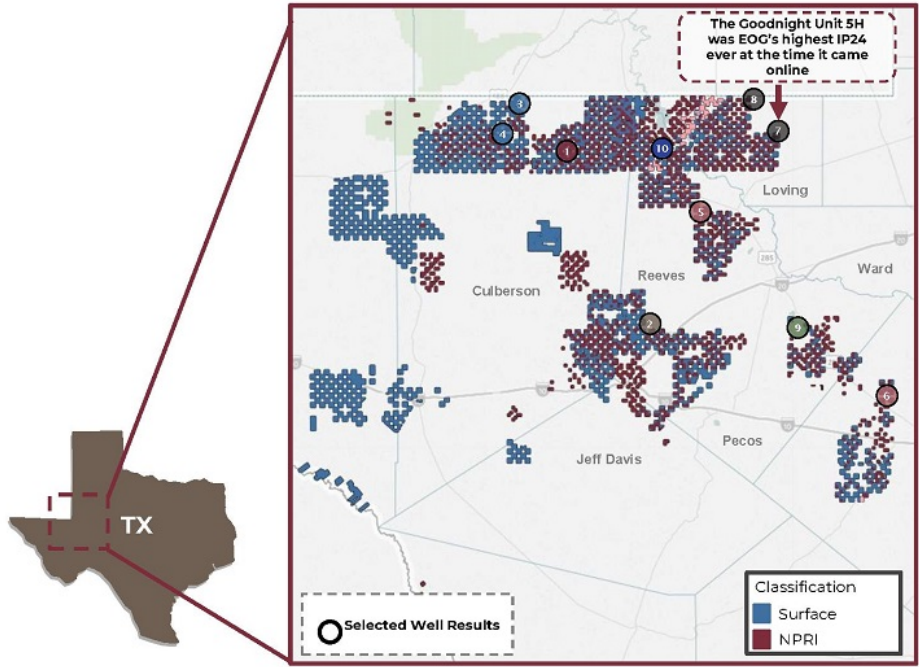 The Goodnight Unit 5H
was EOG's highest IP24
ever at the time it came
online
3
8
4
7
1
10
Loving
5
285
Reeves
Ward
Culberson
2
9
6
Pecos
Jeff Davis
TX
Classification
Surface
NPRI
Selected Well Results